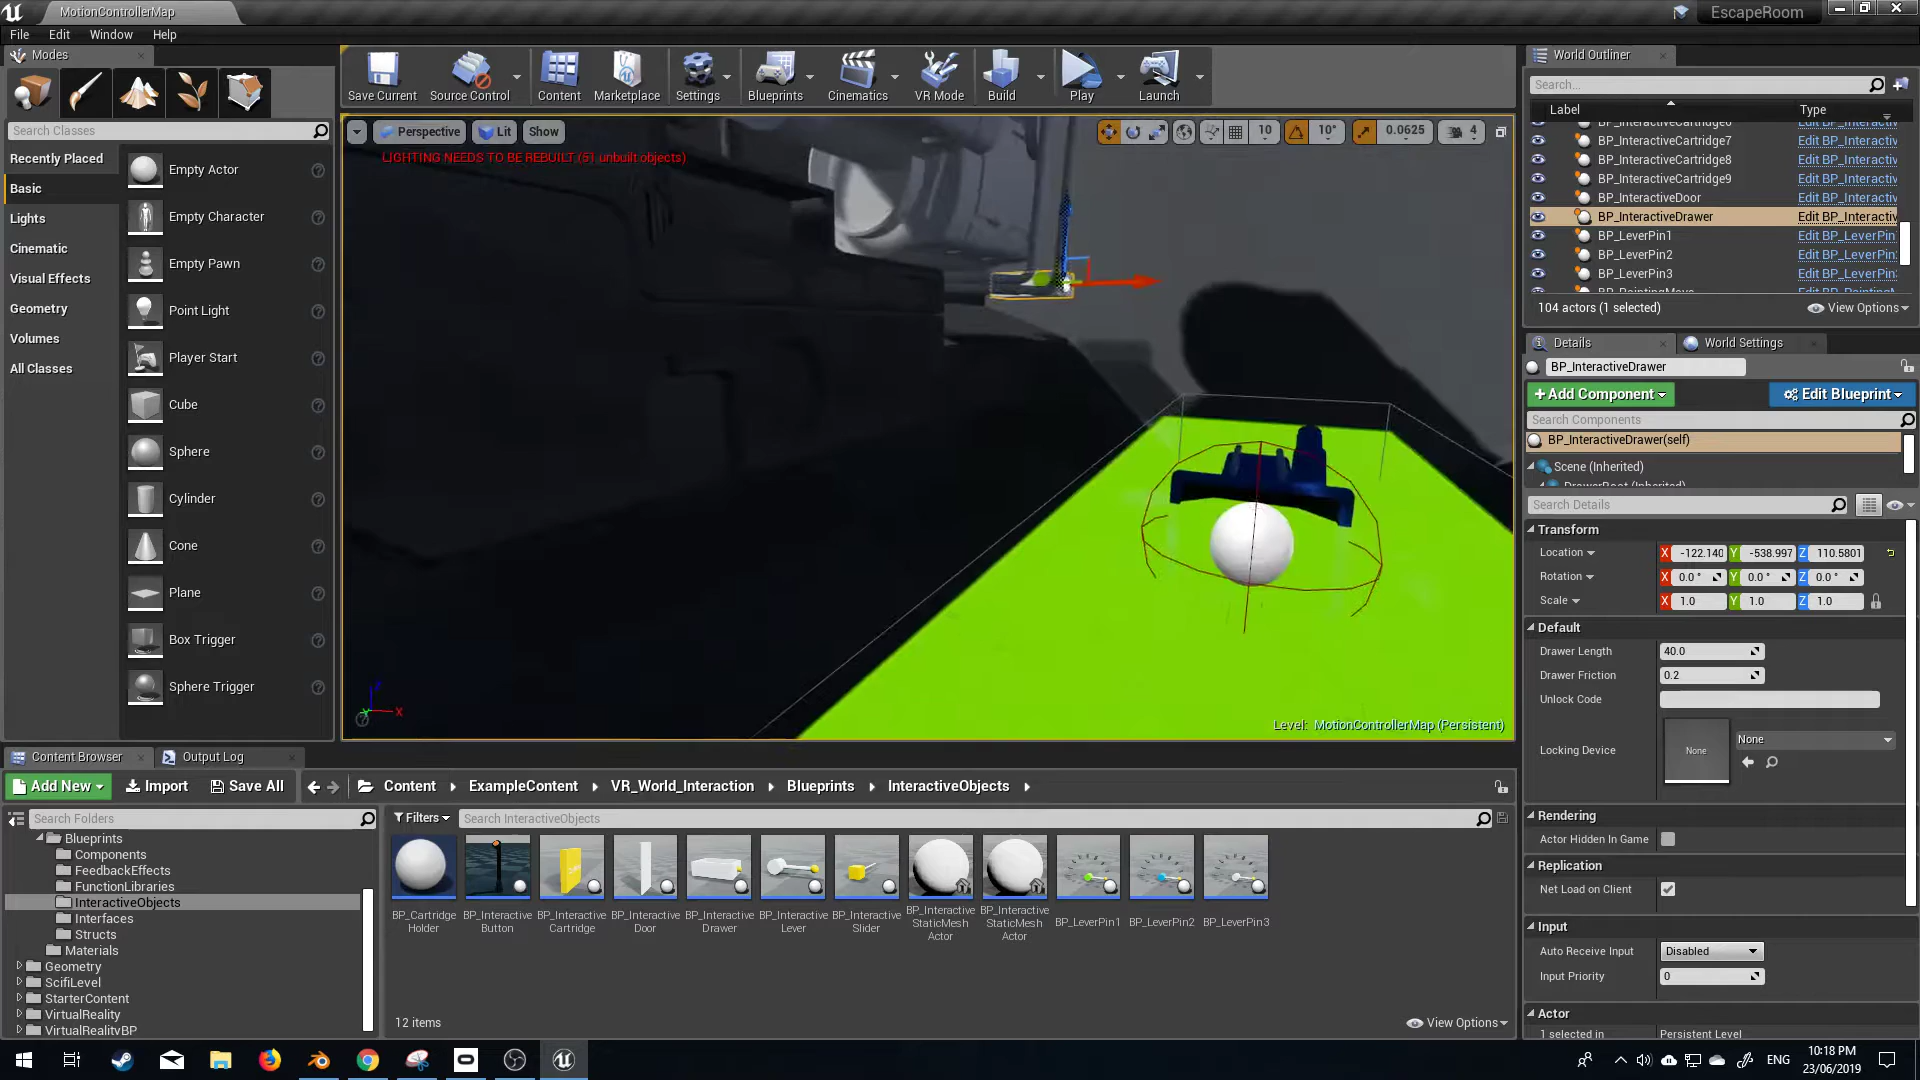 MotionControllerMap
EscapeRoom
File Edit Window Help
Modes
Search Classes
Recently Placed
Basic
Lights
Cinematic
Visual Effects
Geometry
Volumes
All Classes
Empty Actor
Empty Character
Empty Pawn
Point Light
Player Start
Cube
Sphere
Cylinder
Cone
Plane
Box Trigger
Sphere Trigger
Save Current Source Control Content Marketplace Settings Blueprints Cinematics VR Mode Build Play Launch
Perspective Lit Show
10 10° 0.0625 4
LIGHTING NEEDS TO BE REBUILT (51 unbuilt objects)
Z
X
Level: MotionControllerMap (Persistent)
World Outliner
Search...
Label Type
BP_InteractiveCartridge6 Edit BP_Interactiv
BP_InteractiveCartridge7 Edit BP_Interactiv
BP_InteractiveCartridge8 Edit BP_Interactiv
BP_InteractiveCartridge9 Edit BP_Interactiv
BP_InteractiveDoor Edit BP_Interactiv
BP_InteractiveDrawer Edit BP_Interactiv
BP_LeverPin1 Edit BP_LeverPin
BP_LeverPin2 Edit BP_LeverPin
BP_LeverPin3 Edit BP_LeverPin
104 actors (1 selected) View Options
Details World Settings
BP_InteractiveDrawer
+Add Component Edit Blueprint
Search Components
BP_InteractiveDrawer(self)
Scene (Inherited)
DrawerRoot (Inherited)
Search Details
Transform
Location X -122.140 Y -538.997 Z 110.5801
Rotation X 0.0 ° Y 0.0 ° Z 0.0 °
Scale X 1.0 Y 1.0 Z 1.0
Default
Drawer Length 40.0
Drawer Friction 0.2
Unlock Code
Locking Device None None
Rendering
Actor Hidden In Game
Replication
Net Load on Client
Input
Auto Receive Input Disabled
Input Priority 0
Actor
1 selected in Persistent Level
Content Browser Output Log
Add New Import Save All Content ExampleContent VR_World_Interaction Blueprints InteractiveObjects
Search Folders
Filters Search InteractiveObjects
Blueprints
Components
FeedbackEffects
FunctionLibraries
InteractiveObjects
Interfaces
Structs
Materials
Geometry
ScifiLevel
StarterContent
VirtualReality
VirtualRealityBP
BP_Cartridge Holder
BP_Interactive Button
BP_Interactive Cartridge
BP_Interactive Door
BP_Interactive Drawer
BP_Interactive Lever
BP_Interactive Slider
BP_Interactive StaticMesh Actor
BP_Interactive StaticMesh Actor
BP_LeverPin1
BP_LeverPin2
BP_LeverPin3
12 items View Options
ENG
10:18 PM
23/06/2019